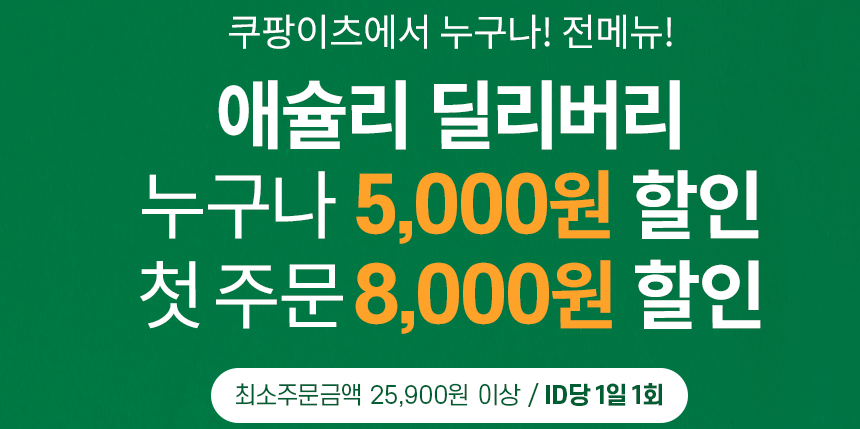 쿠팡이츠에서 누구나! 전메뉴!
애슐리 딜리버리
누구나 5,000원 할인
첫 주문 8,000원 할인
최소주문금액 25,900원 이상 / ID당 1일 1회